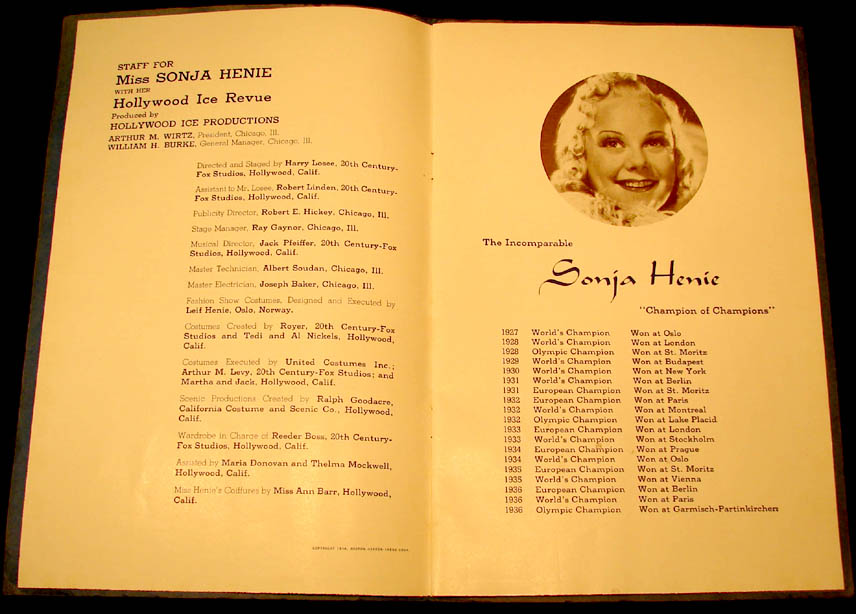 STAFF FOR
Miss SONJA HENIE
WITH HER
Hollywood Ice Revue
Produced by
HOLLYWOOD ICE PRODUCTIONS
ARTHUR M. WIRTZ, President, Chicago, Ill.
WILLIAM H. BURKE, General Manager, Chicago, Ill.
Directed and Staged by Harry Losee, 20th Century-
Fox Studios, Hollywood, Calif.
Assistant to Mr. Losee, Robert Linden, 20th Century-
Fox Studios, Hollywood, Calif.
Publicity Director, Robert E. Hickey, Chicago, Ill.
Stage Manager, Ray Gaynor, Chicago, Ill.
Musical Director, Jack Pfeiffer, 20th Century-Fox
Studios, Hollywood, Calif.
Master Technician, Albert Soudan, Chicago, Ill.
Master Electrician, Joseph Baker, Chicago, Ill.
Fashion Show Costumes, Designed and Executed by
Leif Henie, Oslo, Norway.
Costumes Created by Royer, 20th Century-Fox
Studios and Tedi and Al Nickels, Hollywood,
Calif.
Costumes Executed by United Costumes Inc.;
Arthur M. Levy, 20th Century-Fox Studios; and
Martha and Jack, Hollywood, Calif.
Scenic Productions Created by Ralph Goodacre,
California Costume and Scenic Co., Hollywood,
Calif.
Wardrobe in Charge of Reeder Boss, 20th Century-
Fox Studios, Hollywood, Calif.
Assisted by Maria Donovan and Thelma Mockwell,
Hollywood, Calif.
Miss Henie's Coiffures by Miss Ann Barr, Hollywood,
Calif.
The Incomparable
Sonja Henie
"Champion of Champions"
1927 World's Champion Won at Oslo
1928 World's Champion Won at London
1928 Olympic Champion Won at St. Moritz
1929 World's Champion Won at Budapest
1930 World's Champion Won at New York
1931 World's Champion Won at Berlin
1931 European Champion Won at St. Moritz
1932 European Champion Won at Paris
1932 World's Champion Won at Montreal
1932 Olympic Champion Won at Lake Placid
1933 European Champion Won at London
1933 World's Champion Won at Stockholm
1934 European Champion Won at Prague
1934 World's Champion Won at Oslo
1935 European Champion Won at St. Moritz
1935 World's Champion Won at Vienna
1936 European Champion Won at Berlin
1936 World's Champion Won at Paris
1936 Olympic Champion Won at Garmisch-Partinkirchen